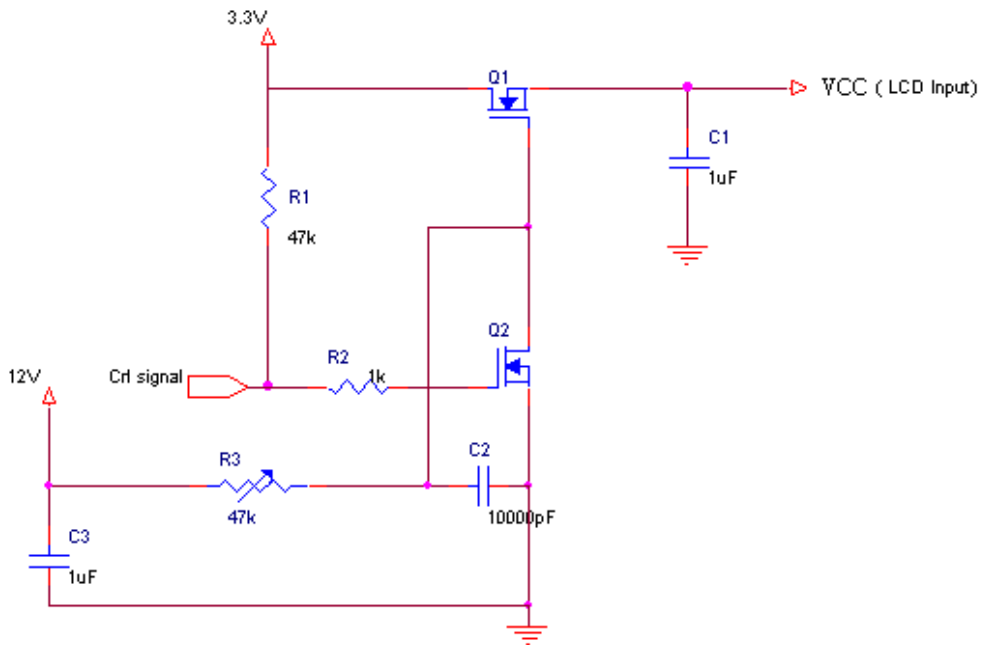 3.3V
Q1
VCC ( LCD Input)
C1
1uF
R1
47k
Q2
R2
1k
12V
Crl signal
R3
47k
C2
10000pF
C3
1uF